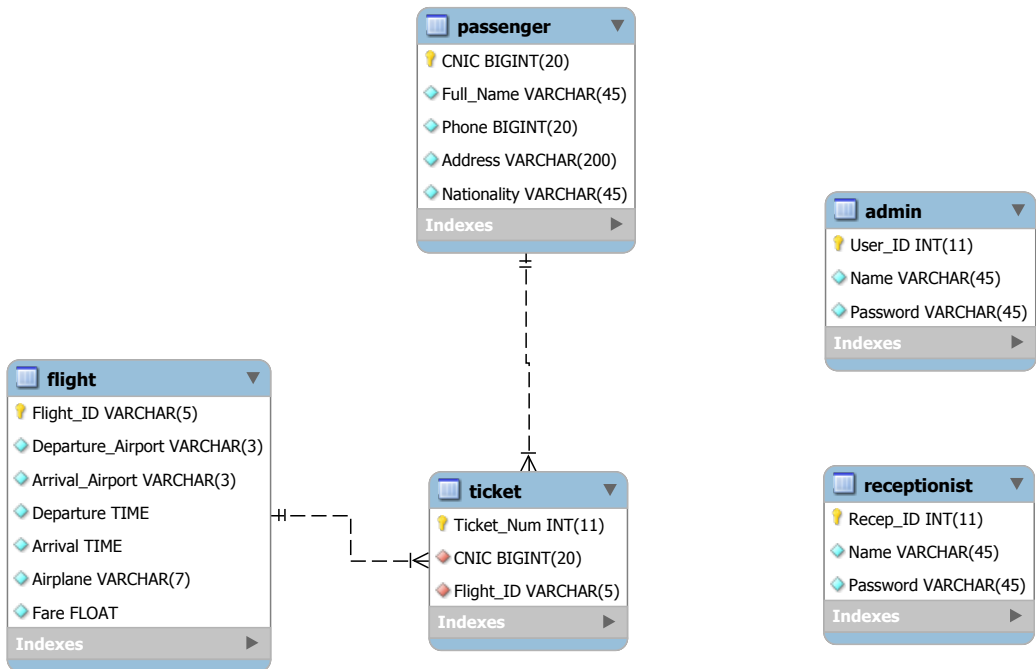 passenger
CNIC BIGINT(20)
Full_Name VARCHAR(45)
Phone BIGINT(20)
Address VARCHAR(200)
Nationality VARCHAR(45)
Indexes
admin
User_ID INT(11)
Name VARCHAR(45)
Password VARCHAR(45)
Indexes
flight
Flight_ID VARCHAR(5)
Departure_Airport VARCHAR(3)
Arrival_Airport VARCHAR(3)
Departure TIME
Arrival TIME
Airplane VARCHAR(7)
Fare FLOAT
Indexes
ticket
Ticket_Num INT(11)
CNIC BIGINT(20)
Flight_ID VARCHAR(5)
Indexes
receptionist
Recep_ID INT(11)
Name VARCHAR(45)
Password VARCHAR(45)
Indexes